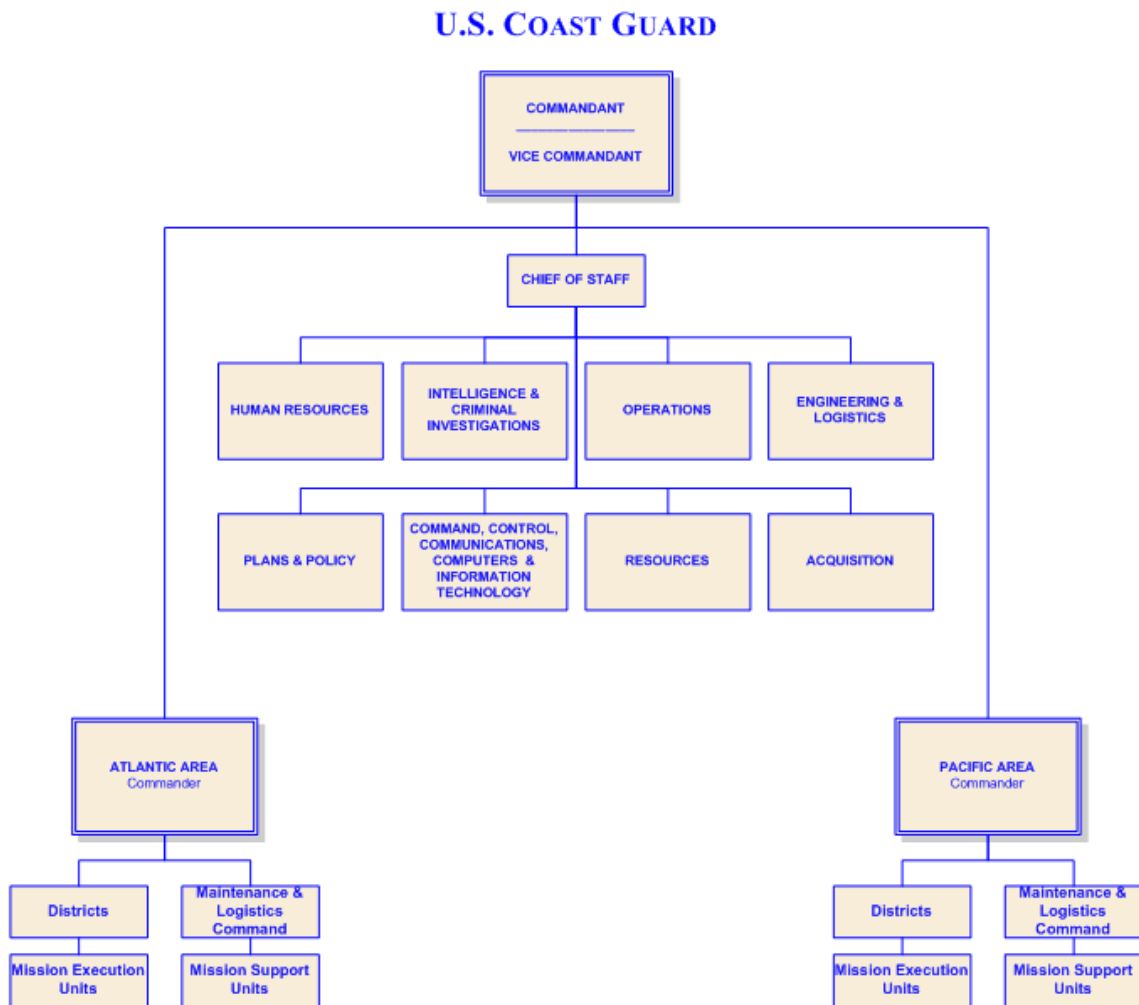 U.S. COAST GUARD
COMMANDANT
VICE COMMANDANT
CHIEF OF STAFF
HUMAN RESOURCES
INTELLIGENCE &
CRIMINAL
INVESTIGATIONS
OPERATIONS
ENGINEERING &
LOGISTICS
PLANS & POLICY
COMMAND, CONTROL,
COMMUNICATIONS,
COMPUTERS &
INFORMATION
TECHNOLOGY
RESOURCES
ACQUISITION
ATLANTIC AREA
Commander
PACIFIC AREA
Commander
Districts
Maintenance &
Logistics
Command
Mission Execution
Units
Mission Support
Units
Districts
Maintenance &
Logistics
Command
Mission Execution
Units
Mission Support
Units